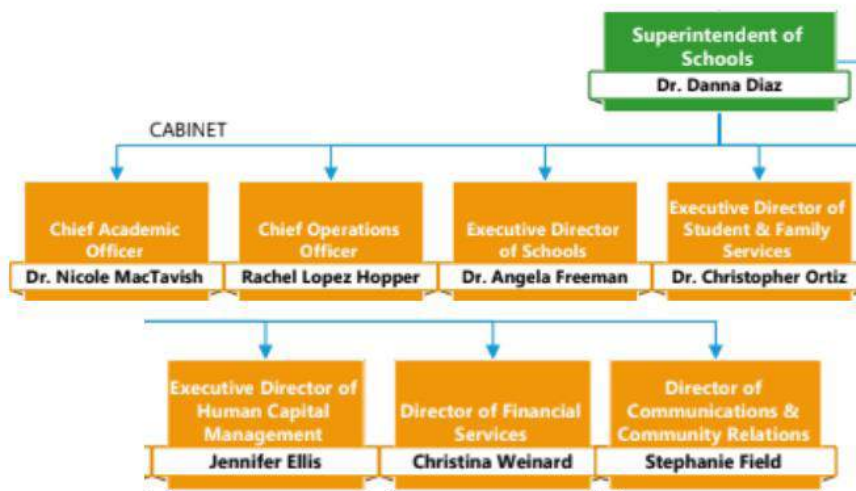 Superintendent of
Schools
Dr. Danna Diaz
CABINET
Chief Academic
Officer
Dr. Nicole MacTavish
Chief Operations
Officer
Rachel Lopez Hopper
Executive Director
of Schools
Dr. Angela Freeman
Executive Director of
Student & Family
Services
Dr. Christopher Ortiz
Executive Director of
Human Capital
Management
Jennifer Ellis
Director of Financial
Services
Christina Weinard
Director of
Communications &
Community Relations
Stephanie Field